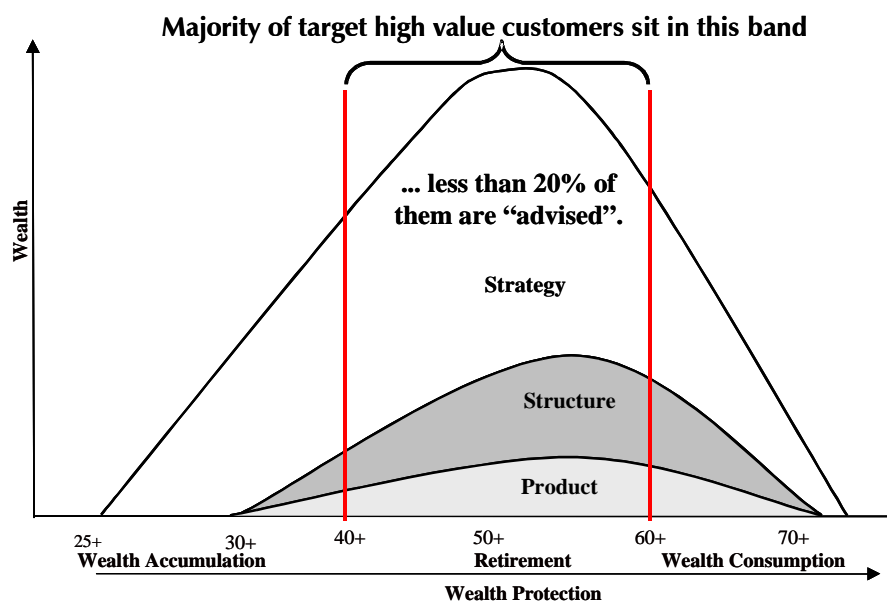 Majority of target high value customers sit in this band
... less than 20% of
them are “advised”.
Wealth
Strategy
Structure
Product
25+ 30+ 40+ 50+ 60+ 70+
Wealth Accumulation Retirement Wealth Consumption
Wealth Protection